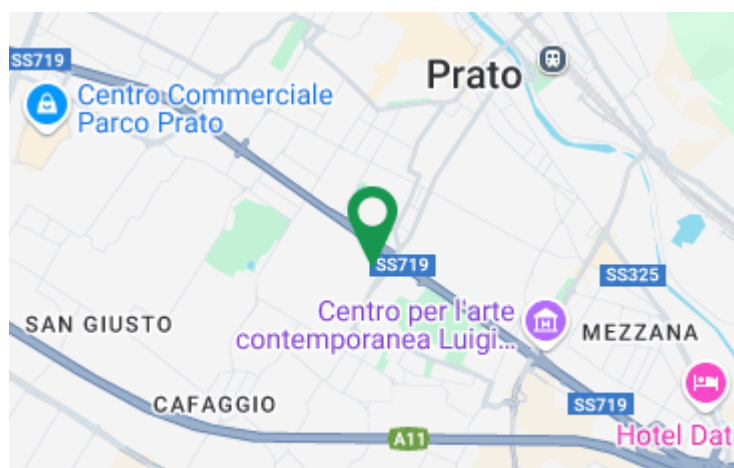 SS719
Prato
Centro Commerciale
Parco Prato
SS719
SS325
Centro per l'arte
contemporanea Luigi...
MEZZANA
SAN GIUSTO
CAFAGGIO
SS719
A11
Hotel Dat